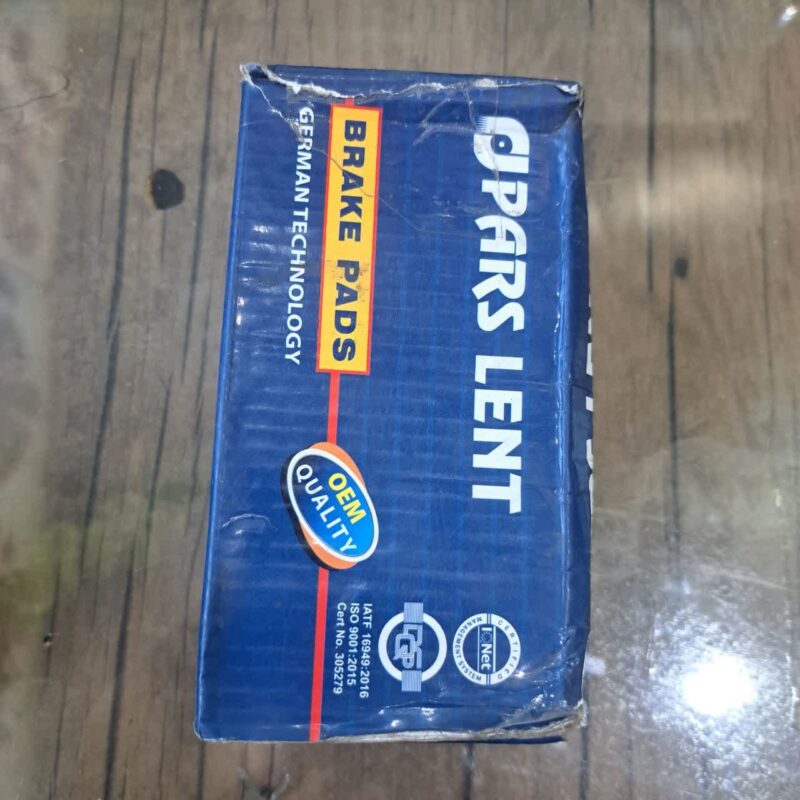 PARS LENT
BRAKE PADS
GERMAN TECHNOLOGY
OEM
QUALITY
CERTIFIED
IQNet
MANAGEMENT SYSTEM
DQS
IATF 16949:2016
ISO 9001:2015
Cert No. 305279